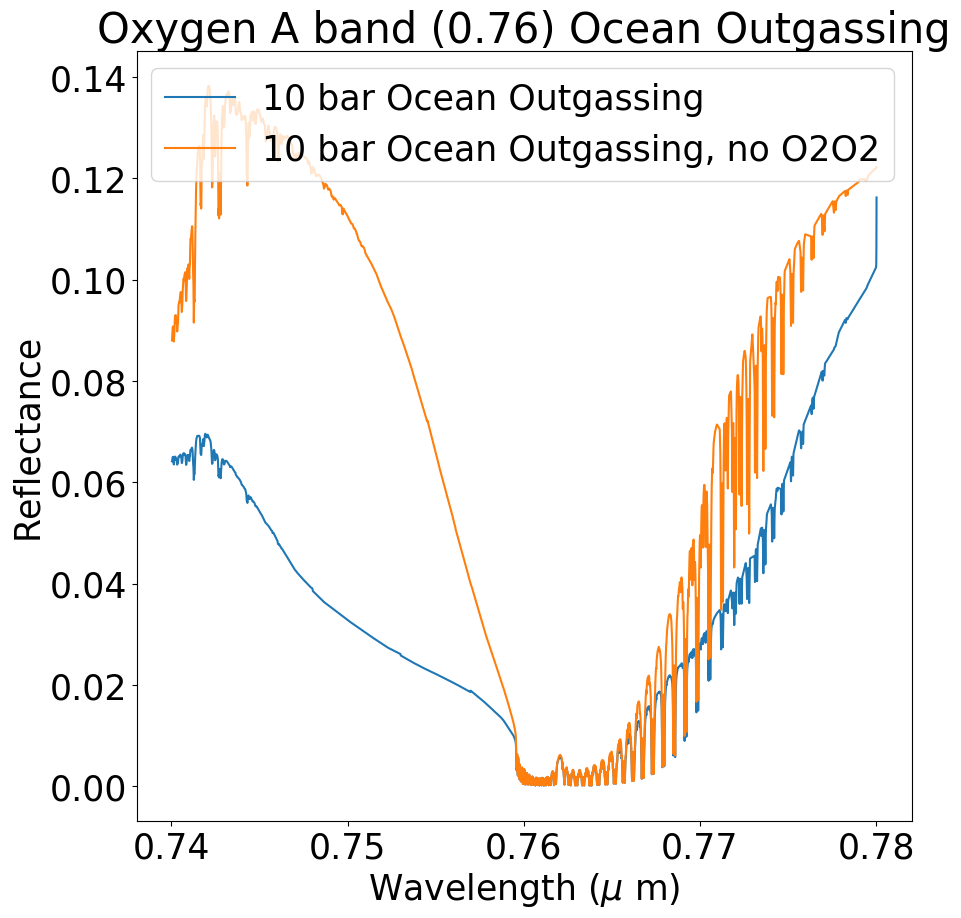 Oxygen A band (0.76) Ocean Outgassing
10 bar Ocean Outgassing
10 bar Ocean Outgassing, no O2O2
Reflectance
0.14
0.12
0.10
0.08
0.06
0.04
0.02
0.00
0.74 0.75 0.76 0.77 0.78
Wavelength (μ m)